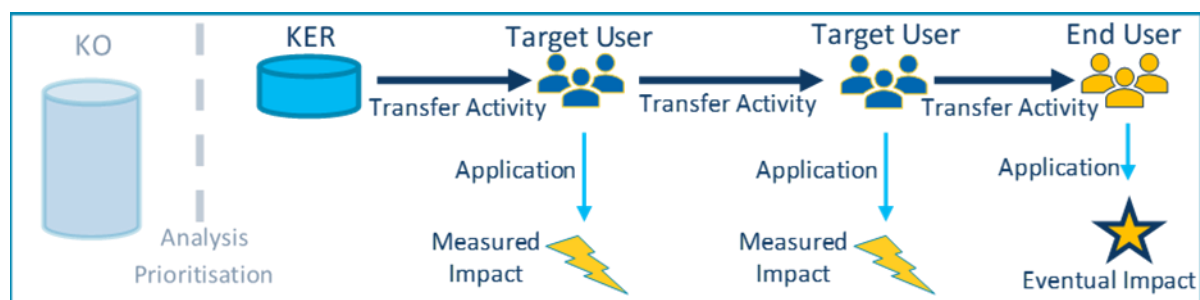 KO
KER
Target User
Target User
End User
Transfer Activity
Transfer Activity
Transfer Activity
Application
Application
Application
Analysis
Prioritisation
Measured
Impact
Measured
Impact
Eventual Impact